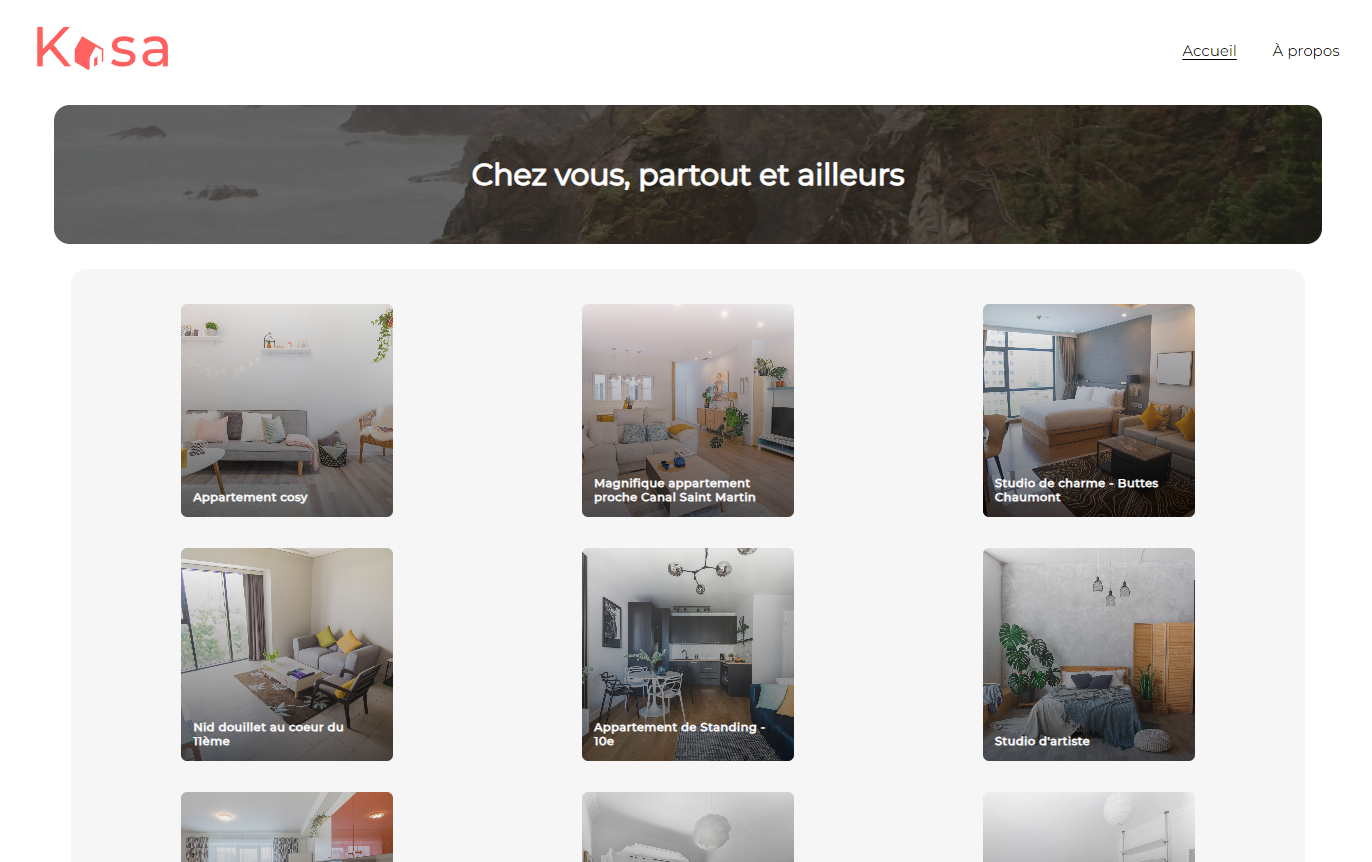 Kasa
Accueil
À propos
Chez vous, partout et ailleurs
Appartement cosy
Magnifique appartement
proche Canal Saint Martin
Studio de charme - Buttes
Chaumont
Nid douillet au coeur du
11ème
Appartement de Standing -
10e
Studio d'artiste